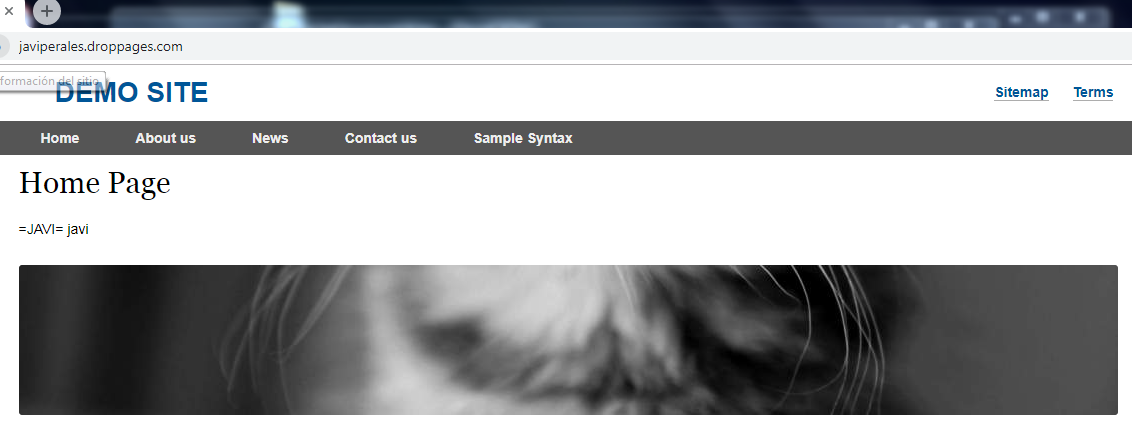 javiperales.droppages.com
formación del sitio
DEMO SITE
Sitemap Terms
Home About us News Contact us Sample Syntax
Home Page
=JAVI= javi